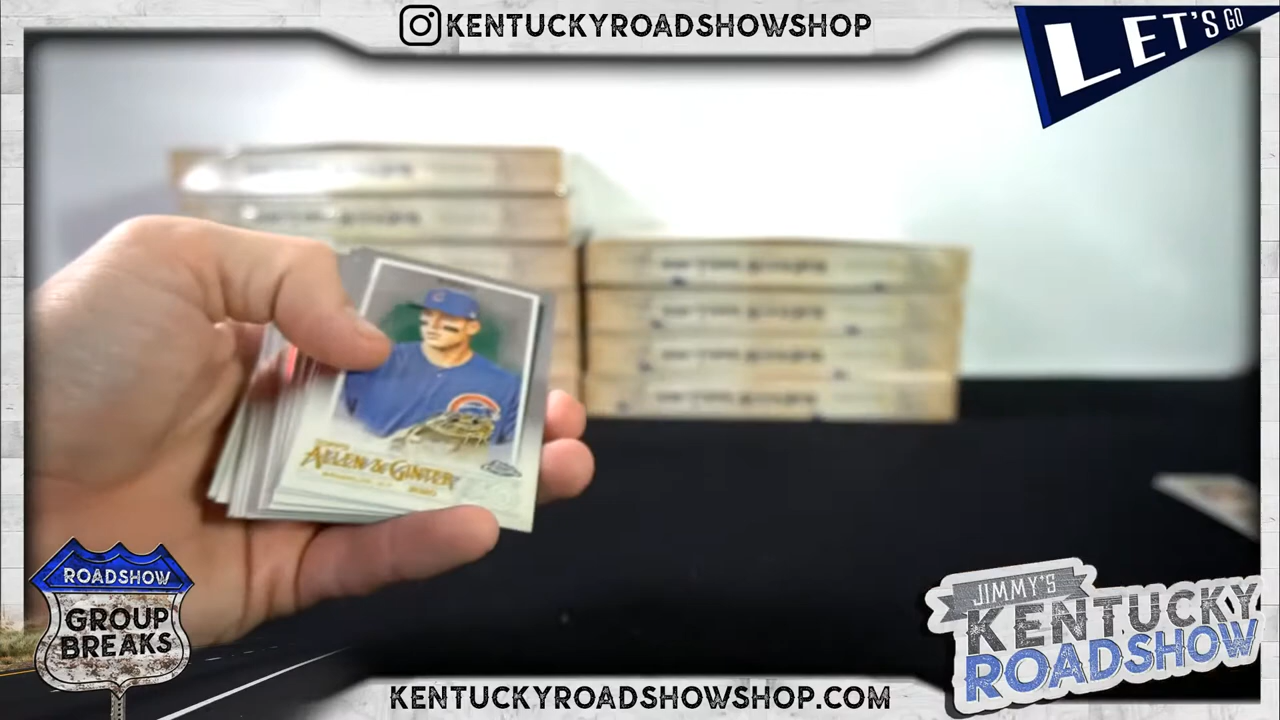 KENTUCKYROADSHOWSHOP
LET'S GO
ALLEN & GINTER
ROADSHOW
GROUP
BREAKS
JIMMY'S
KENTUCKY
ROADSHOW
KENTUCKYROADSHOWSHOP.COM